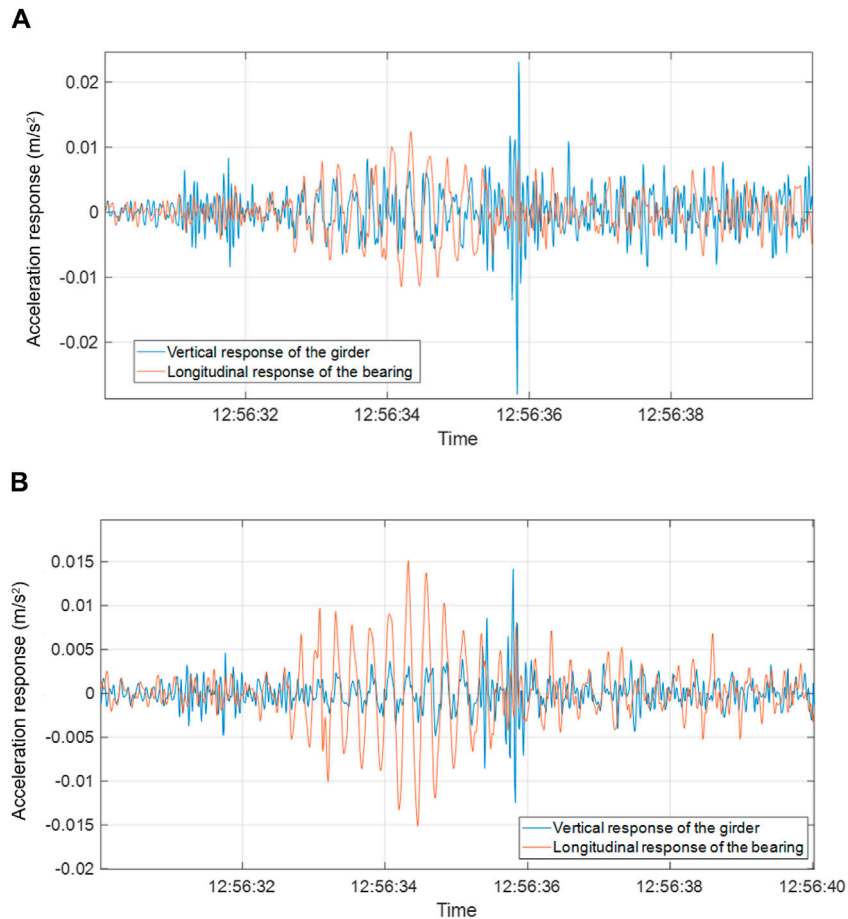 A
Acceleration response (m/s²)
0.02
0.01
0
-0.01
-0.02
Vertical response of the girder
Longitudinal response of the bearing
12:56:32 12:56:34 12:56:36 12:56:38
Time
B
Acceleration response (m/s²)
0.015
0.01
0.005
0
-0.005
-0.01
-0.015
-0.02
Vertical response of the girder
Longitudinal response of the bearing
12:56:32 12:56:34 12:56:36 12:56:38 12:56:40
Time